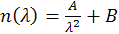 n(λ) = A/λ² + B